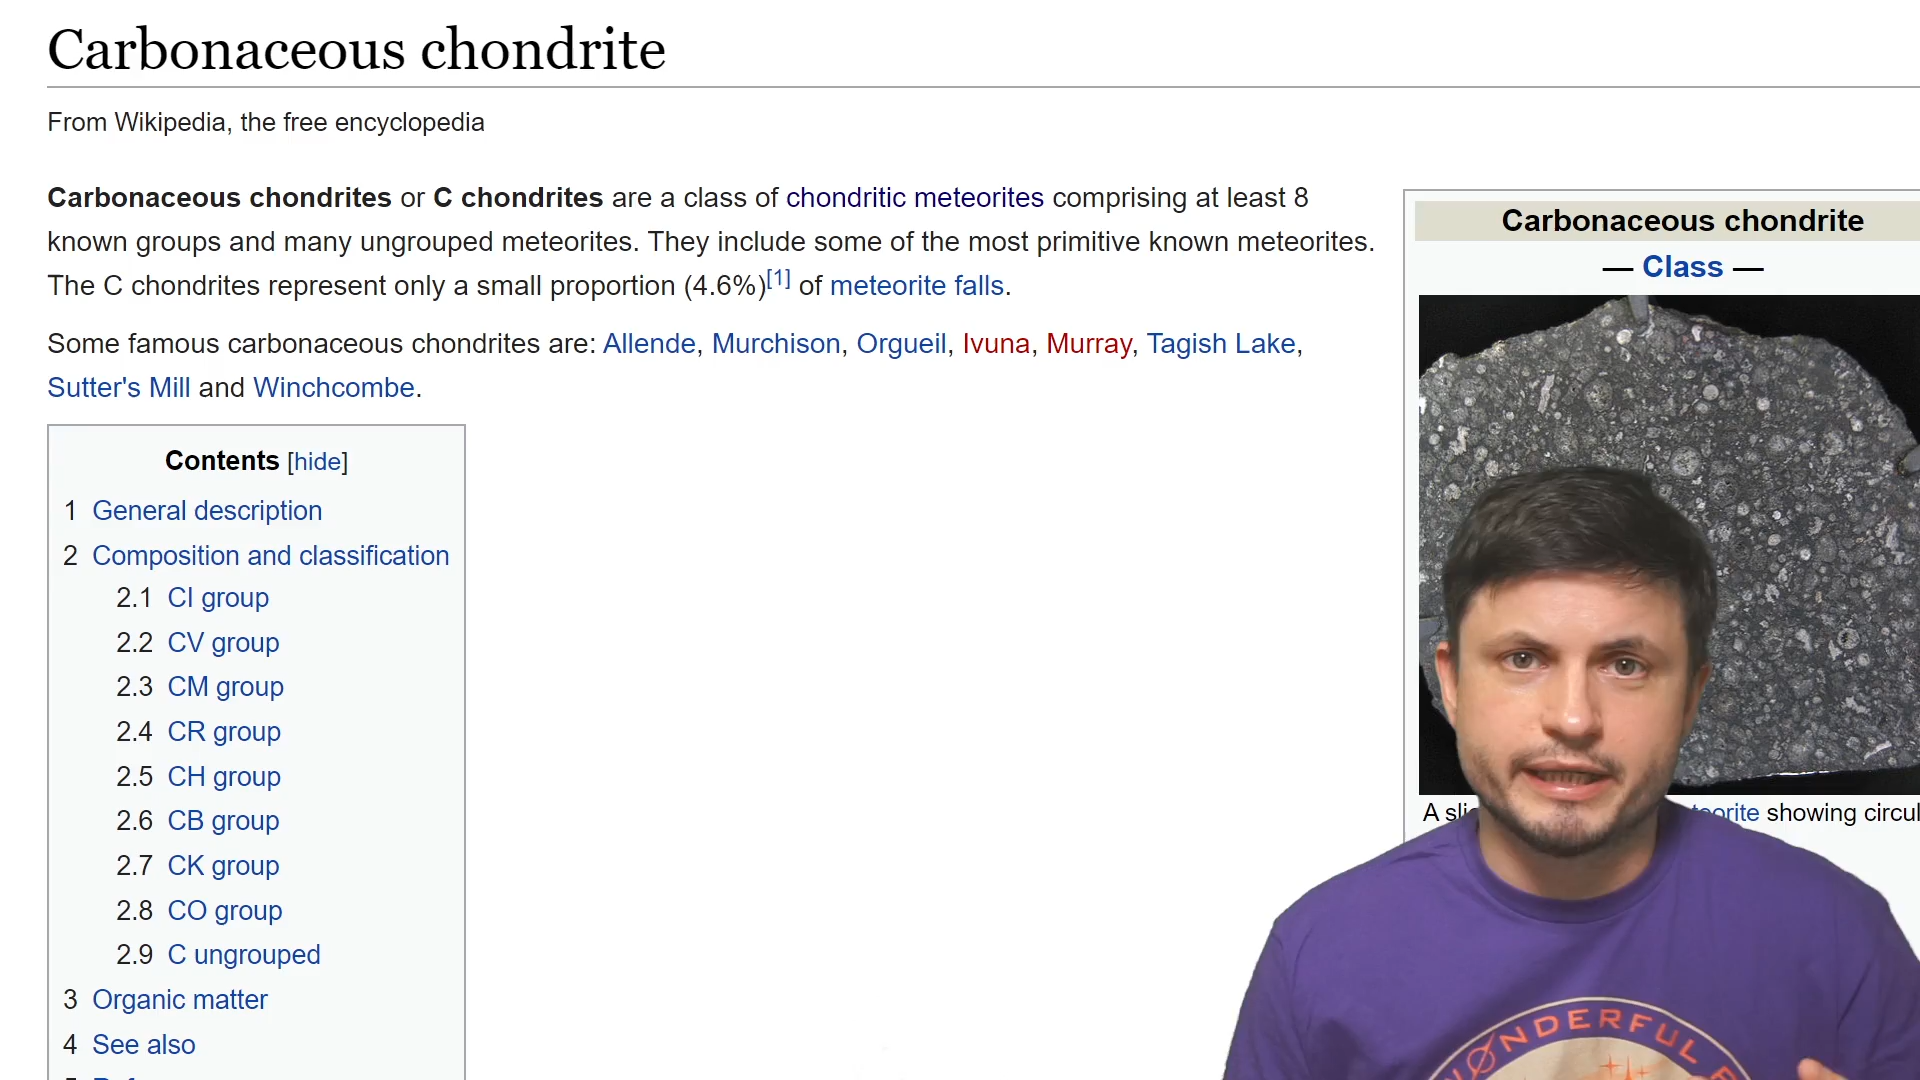 Carbonaceous chondrite
From Wikipedia, the free encyclopedia
Carbonaceous chondrites or C chondrites are a class of chondritic meteorites comprising at least 8
known groups and many ungrouped meteorites. They include some of the most primitive known meteorites.
The C chondrites represent only a small proportion (4.6%)[1] of meteorite falls.
Some famous carbonaceous chondrites are: Allende, Murchison, Orgueil, Ivuna, Murray, Tagish Lake,
Sutter's Mill and Winchcombe.
Contents [hide]
1 General description
2 Composition and classification
2.1 CI group
2.2 CV group
2.3 CM group
2.4 CR group
2.5 CH group
2.6 CB group
2.7 CK group
2.8 CO group
2.9 C ungrouped
3 Organic matter
4 See also
Carbonaceous chondrite
— Class —
A showing
WONDERFUL